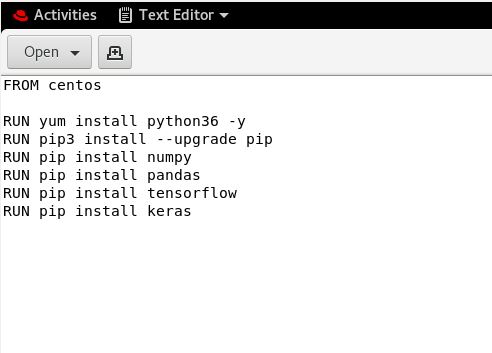 Activities Text Editor
Open
FROM centos
RUN yum install python36 -y
RUN pip3 install --upgrade pip
RUN pip install numpy
RUN pip install pandas
RUN pip install tensorflow
RUN pip install keras